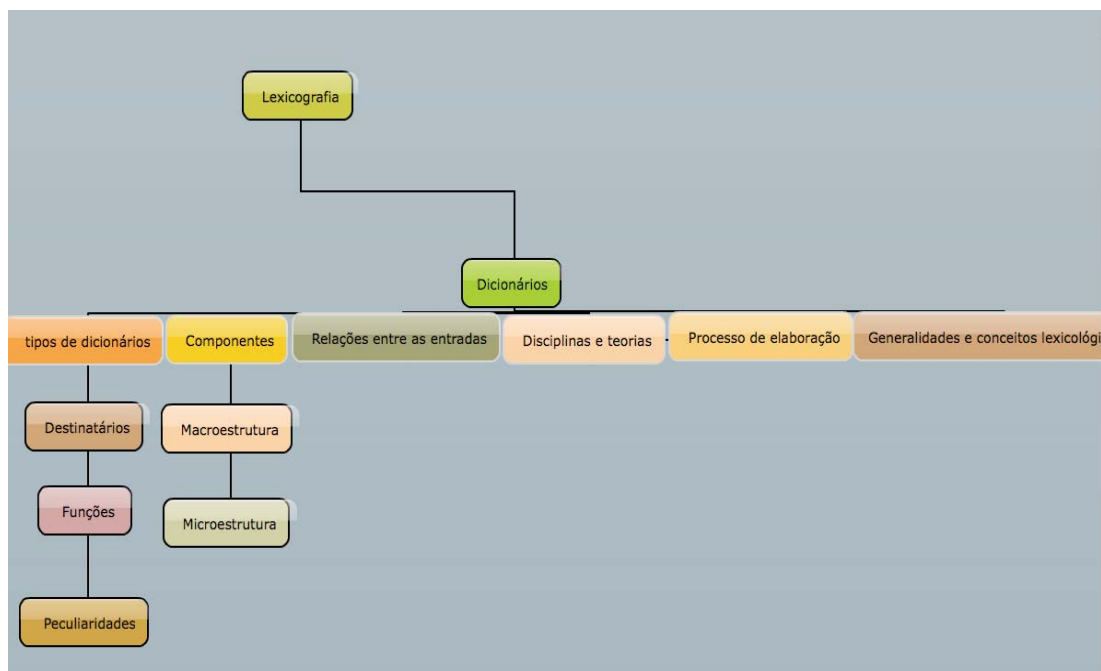 Lexicografia
Dicionários
tipos de dicionários
Componentes
Relações entre as entradas
Disciplinas e teorias
Processo de elaboração
Generalidades e conceitos
Destinatários
Macroestrutura
Funções
Microestrutura
Peculiaridades